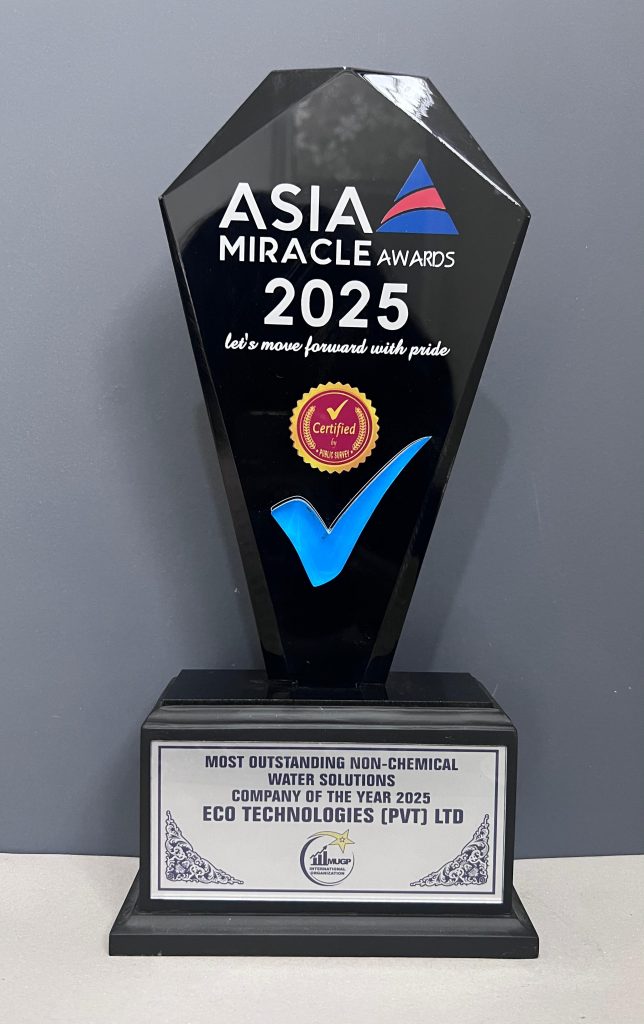 ASIA
MIRACLE AWARDS
2025
let's move forward with pride
Certified
by
PUBLIC SURVEY
MOST OUTSTANDING NON-CHEMICAL
WATER SOLUTIONS
COMPANY OF THE YEAR 2025
ECO TECHNOLOGIES (PVT) LTD
MUGP
INTERNATIONAL
ORGANIZATION